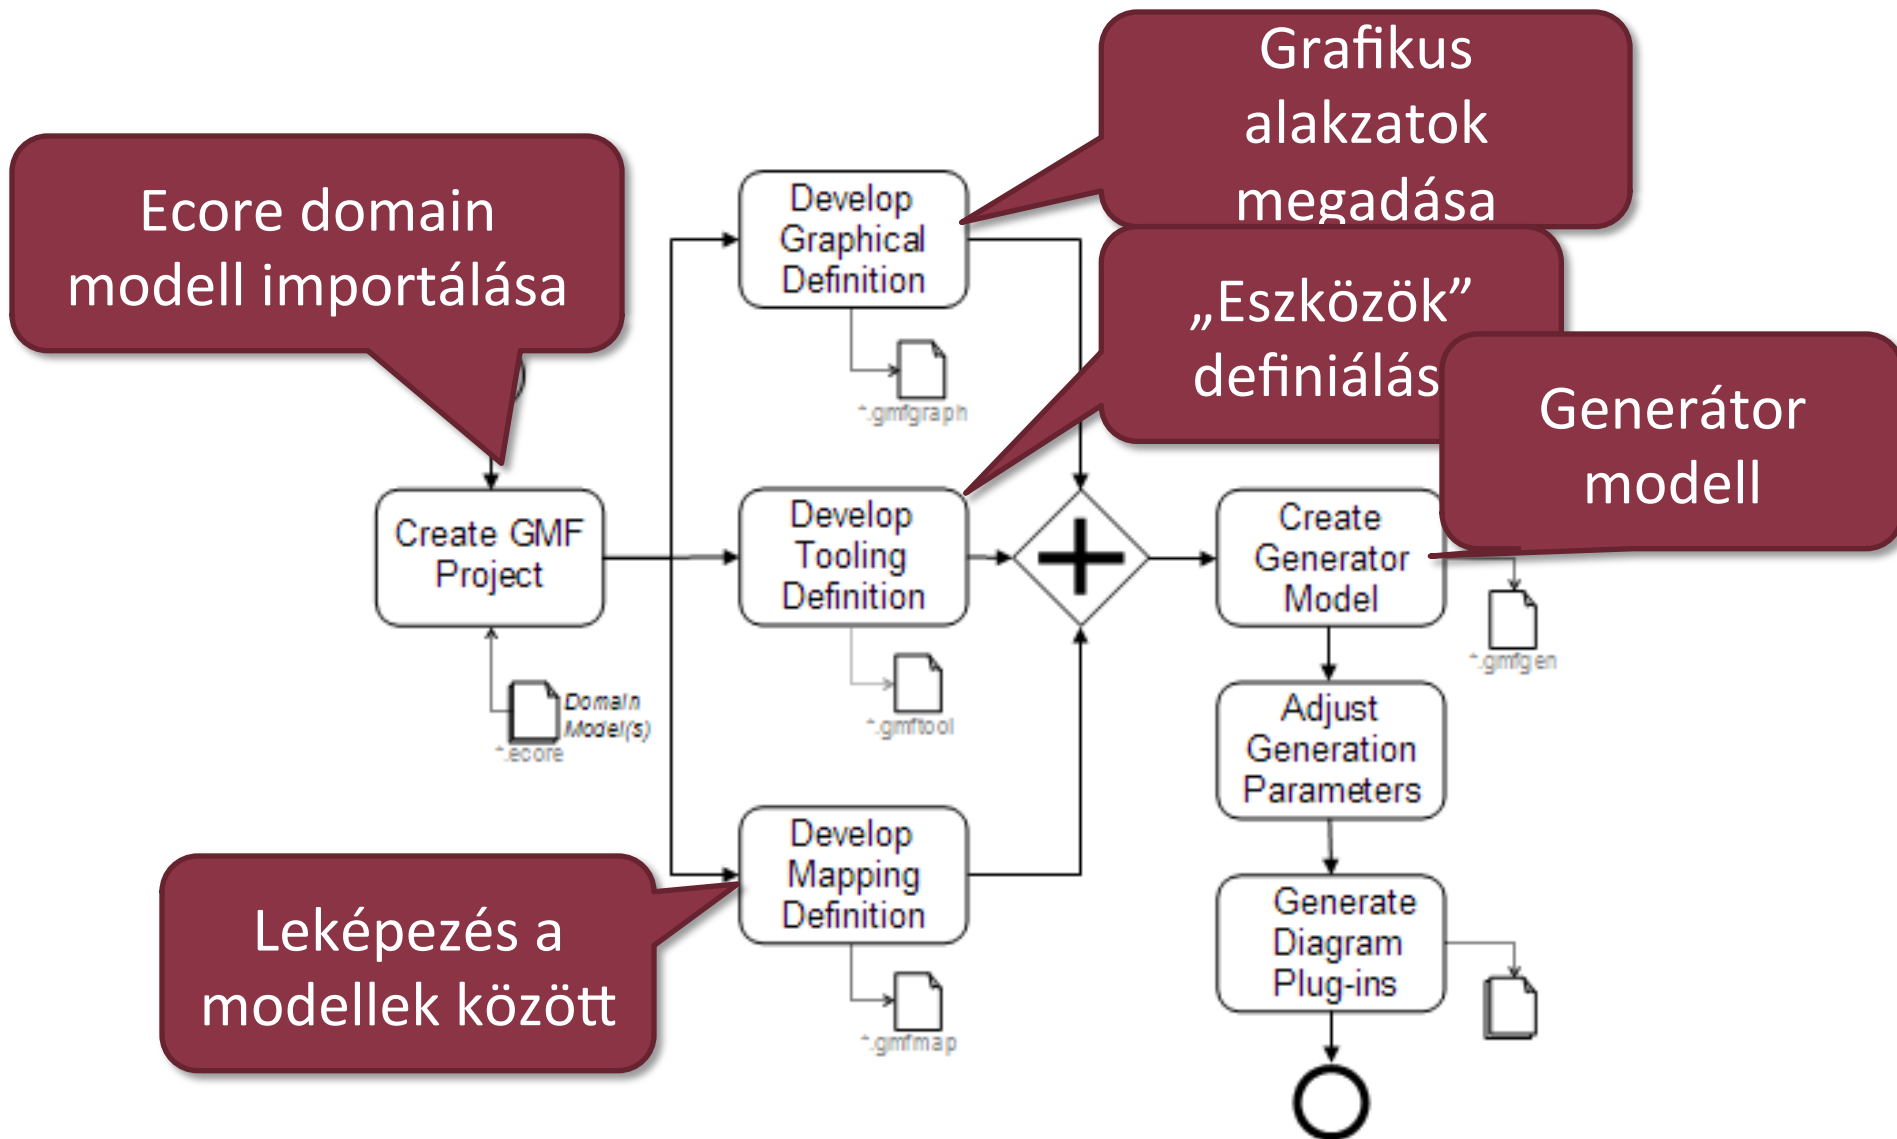 Grafikus
alakzatok
megadása
Ecore domain
modell importálása
Develop
Graphical
Definition
„Eszközök”
definiálás
Generátor
modell
*.gmfgraph
Create GMF
Project
Develop
Tooling
Definition
Create
Generator
Model
*.gmfgen
Domain
Model(s)
*.ecore
*.gmftool
Adjust
Generation
Parameters
Develop
Mapping
Definition
Leképezés a
modellek között
Generate
Diagram
Plug-ins
*.gmfmap